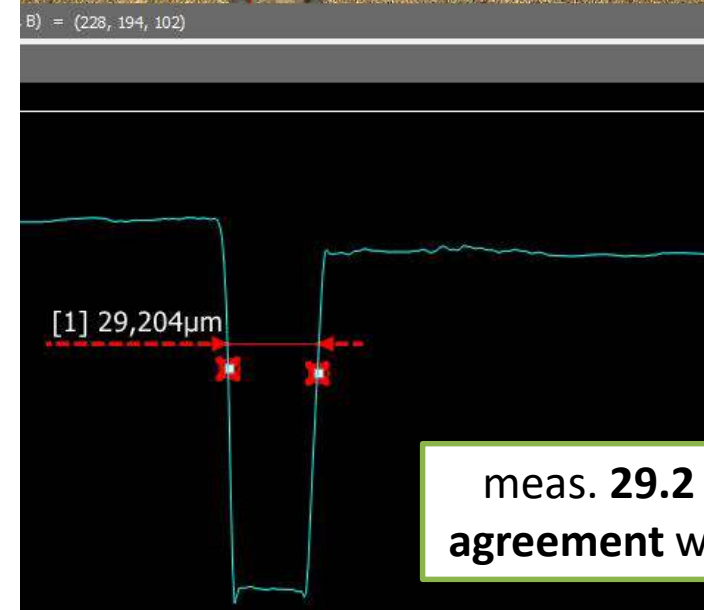 B) = (228, 194, 102)
[1] 29,204µm
meas. 29.2
agreement w